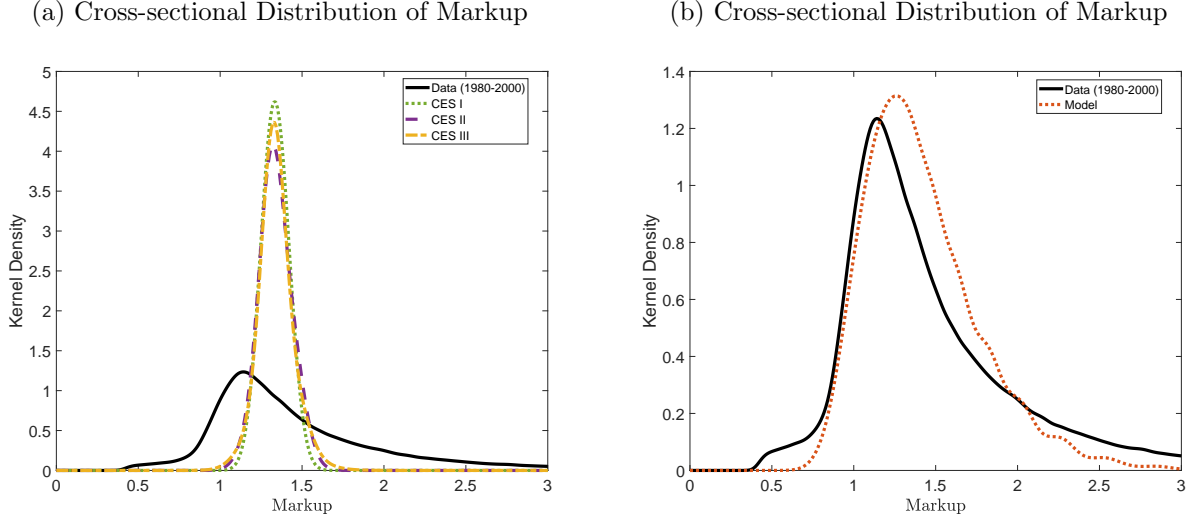 (a) Cross-sectional Distribution of Markup
5
4.5
4
3.5
3
2.5
2
1.5
1
0.5
0
Kernel Density
Data (1980-2000)
CES I
CES II
CES III
0 0.5 1 1.5 2 2.5 3
Markup
(b) Cross-sectional Distribution of Markup
1.4
1.2
1
0.8
0.6
0.4
0.2
0
Kernel Density
Data (1980-2000)
Model
0 0.5 1 1.5 2 2.5 3
Markup